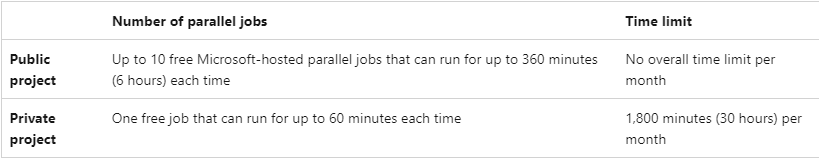 Number of parallel jobs Time limit
Public Up to 10 free Microsoft-hosted parallel jobs that can run for up to 360 minutes No overall time limit per
project (6 hours) each time month
Private One free job that can run for up to 60 minutes each time 1,800 minutes (30 hours) per
project month